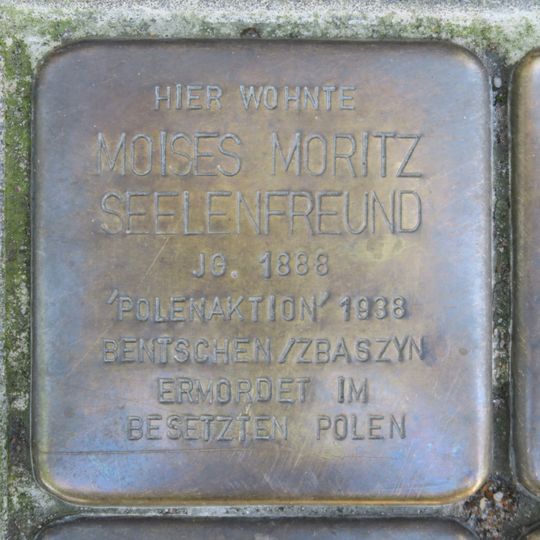 HIER WOHNTE
MOISES MORITZ
SEELENFREUND
JG. 1888
'POLENAKTION' 1938
BENTSCHEN/ZBASZYN
ERMORDET IM
BESETZTEN POLEN